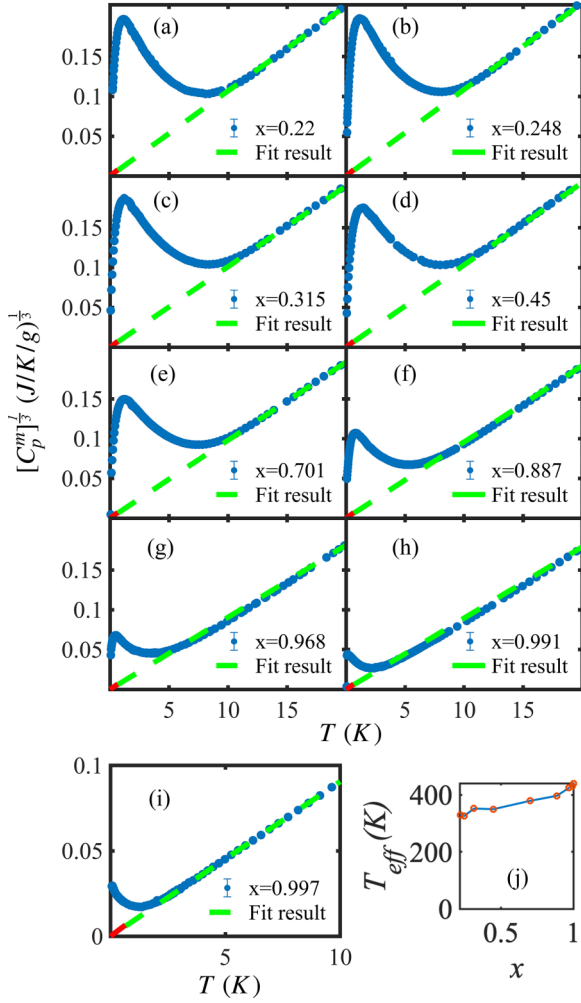 (a)
(b)
0.15
0.1
0.05
x=0.22
Fit result
x=0.248
Fit result
(c)
(d)
0.15
0.1
0.05
x=0.315
Fit result
x=0.45
Fit result
(e)
(f)
0.15
0.1
0.05
x=0.701
Fit result
x=0.887
Fit result
(g)
(h)
0.15
0.1
0.05
0
x=0.968
Fit result
x=0.991
Fit result
5 10 15 5 10 15
T (K) T (K)
[C_p^m]^{1/3} (J/K/g)^{1/3}
(i)
0.1
0.05
0
x=0.997
Fit result
0 5 10
T (K)
400
200
0
T_eff(K)
(j)
0.5 1
x